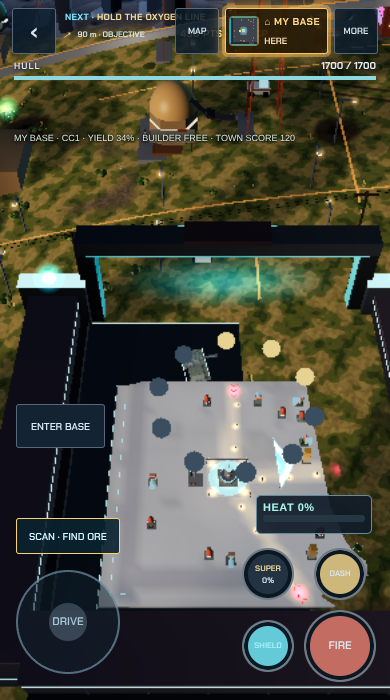 <
NEXT · HOLD THE OXYGEN LINE
90 m · OBJECTIVE
MAP
⌂ MY BASE
HERE
MORE
HULL
1700 / 1700
MY BASE · CC1 · YIELD 34% · BUILDER FREE · TOWN SCORE 120
ENTER BASE
HEAT 0%
SCAN · FIND ORE
SUPER
0%
DASH
DRIVE
SHIELD
FIRE